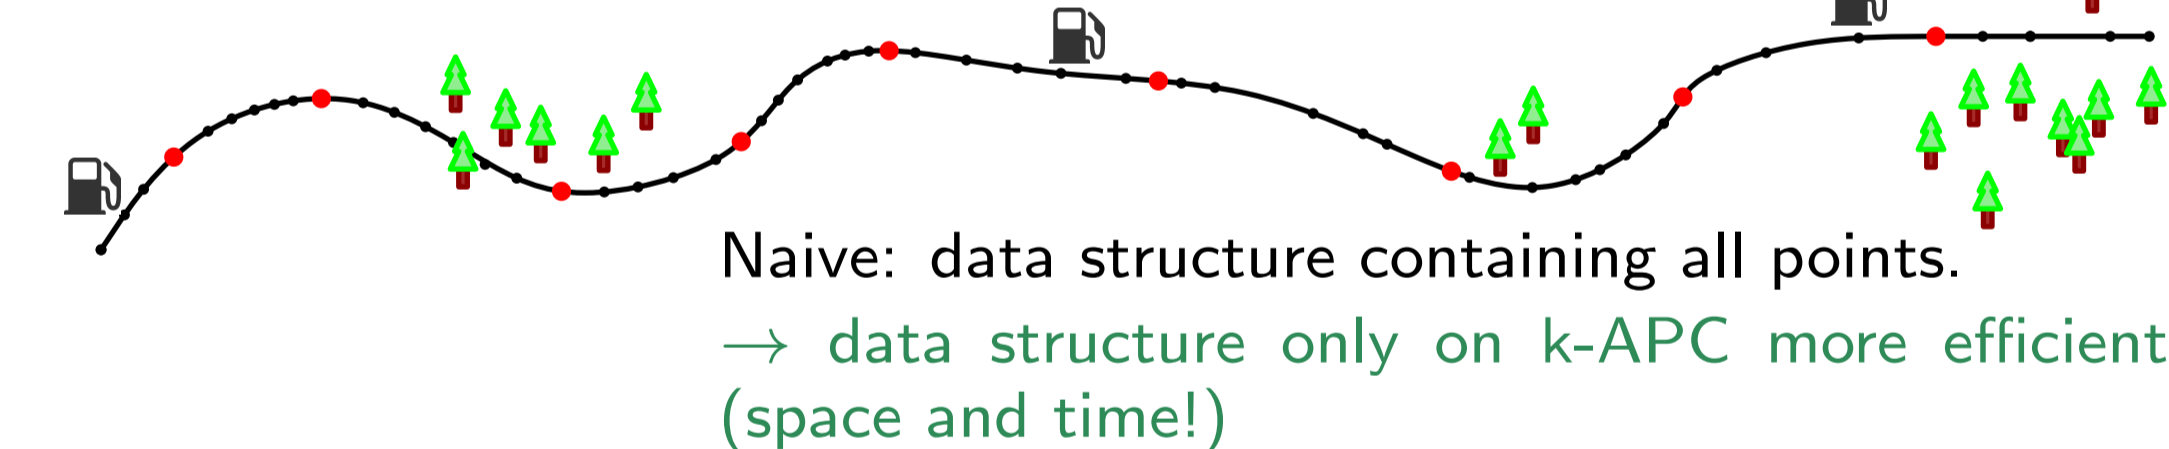 Naive: data structure containing all points.
→ data structure only on k-APC more efficient
(space and time!)